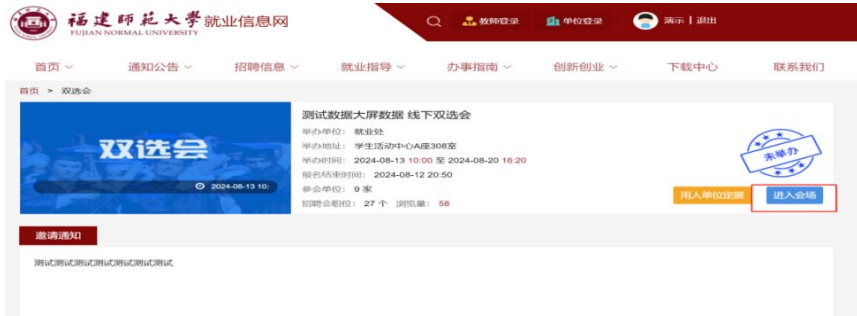 福建师范大学 就业信息网
FUJIAN NORMAL UNIVERSITY
教师登录 单位登录 演示 | 退出
首页 通知公告 招聘信息 就业指导 办事指南 创新创业 下载中心 联系我们
首页 > 双选会
双选会
2024-08-13 10:
测试数据大屏数据 线下双选会
举办单位: 就业处
举办地址: 学生活动中心A座308室
举办时间: 2024-08-13 10:00 至 2024-08-20 16:20
报名结束时间: 2024-08-12 20:50
参会单位: 9 家
招聘会职位: 27 个 浏览量: 58
未举办
用人单位定展 进入会场
邀请通知
测试测试测试测试测试测试测试